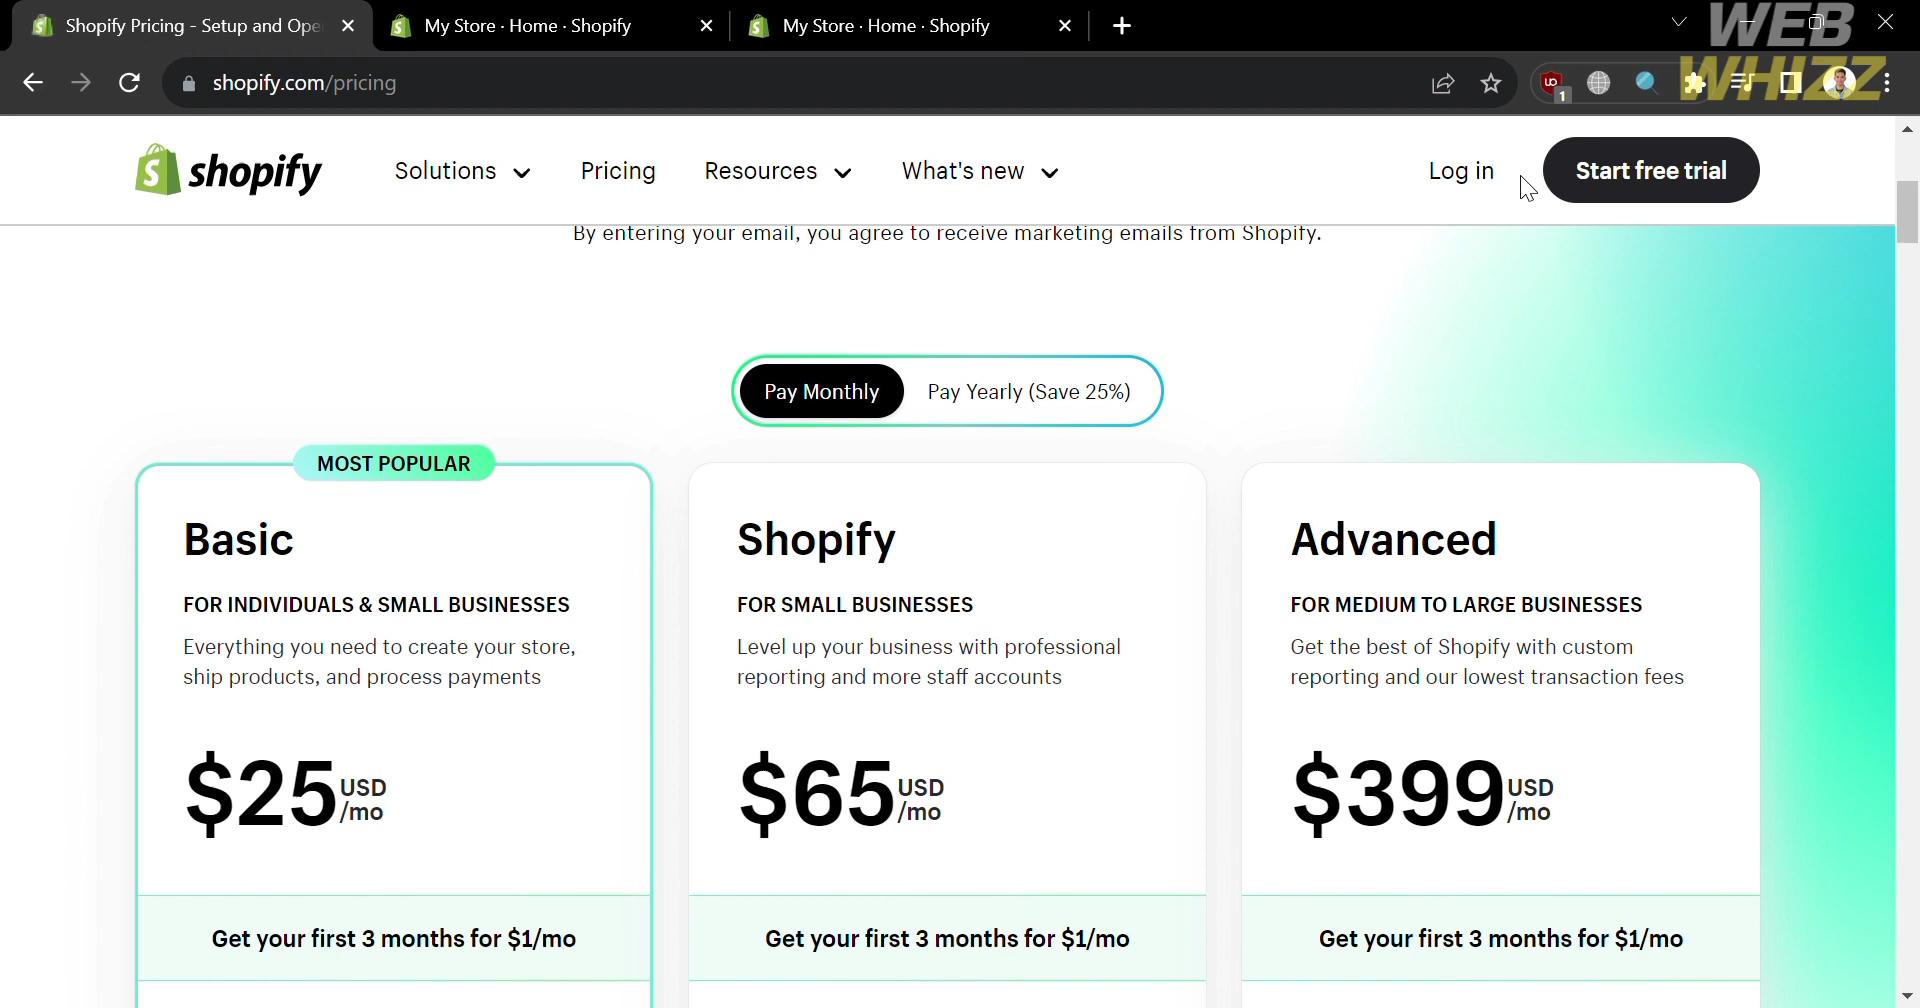 Shopify Pricing - Setup and Ope
My Store · Home · Shopify
My Store · Home · Shopify
WEB
WHIZZ
shopify.com/pricing
1
shopify
Solutions
Pricing
Resources
What's new
Log in
Start free trial
By entering your email, you agree to receive marketing emails from Shopify.
Pay Monthly
Pay Yearly (Save 25%)
MOST POPULAR
Basic
FOR INDIVIDUALS & SMALL BUSINESSES
Everything you need to create your store,
ship products, and process payments
$25 USD
/mo
Get your first 3 months for $1/mo
Shopify
FOR SMALL BUSINESSES
Level up your business with professional
reporting and more staff accounts
$65 USD
/mo
Get your first 3 months for $1/mo
Advanced
FOR MEDIUM TO LARGE BUSINESSES
Get the best of Shopify with custom
reporting and our lowest transaction fees
$399 USD
/mo
Get your first 3 months for $1/mo